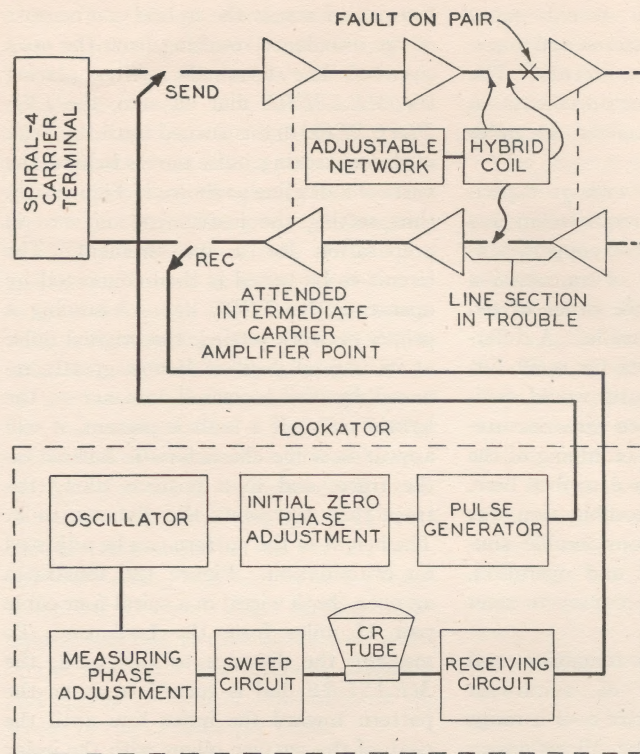 FAULT ON PAIR
SPIRAL-4
CARRIER
TERMINAL
SEND
ADJUSTABLE
NETWORK
HYBRID
COIL
REC
ATTENDED
INTERMEDIATE
CARRIER
AMPLIFIER POINT
LINE SECTION
IN TROUBLE
LOOKATOR
OSCILLATOR
INITIAL ZERO
PHASE
ADJUSTMENT
PULSE
GENERATOR
MEASURING
PHASE
ADJUSTMENT
SWEEP
CIRCUIT
CR
TUBE
RECEIVING
CIRCUIT